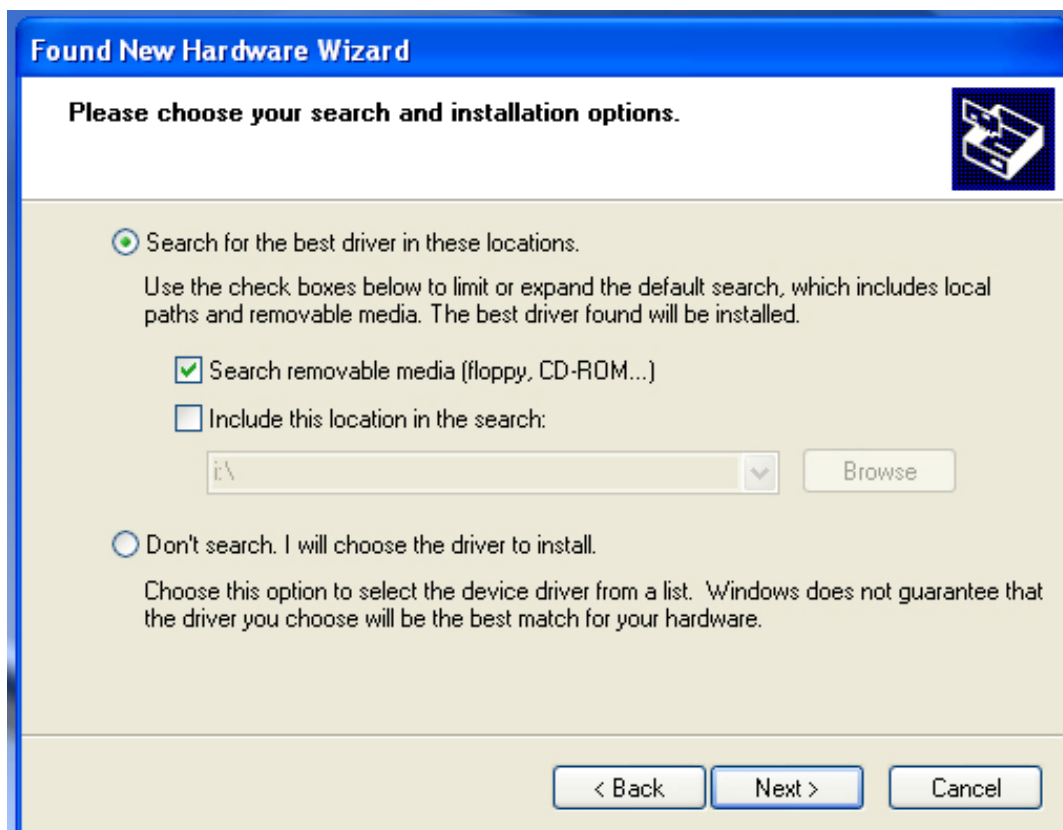 Found New Hardware Wizard
Please choose your search and installation options.
Search for the best driver in these locations.
Use the check boxes below to limit or expand the default search, which includes local
paths and removable media. The best driver found will be installed.
Search removable media (floppy, CD-ROM...)
Include this location in the search:
i:\
Browse
Don't search. I will choose the driver to install.
Choose this option to select the device driver from a list.  Windows does not guarantee that
the driver you choose will be the best match for your hardware.
< Back
Next >
Cancel